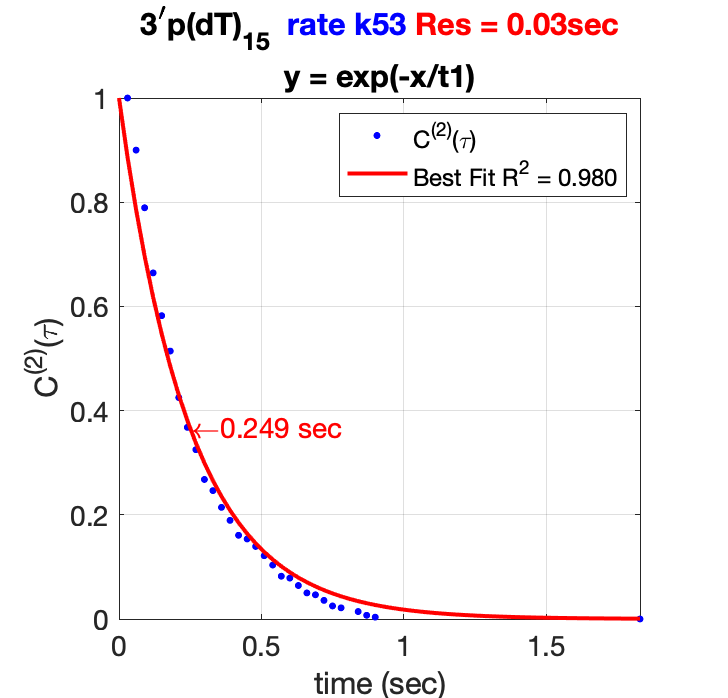 3′p(dT)₁₅ rate k53 Res = 0.03sec
y = exp(-x/t1)
C⁽²⁾(τ)
Best Fit R² = 0.980
1
0.8
0.6
0.4
0.2
0
C⁽²⁾(τ)
←0.249 sec
0
0.5
1
1.5
time (sec)